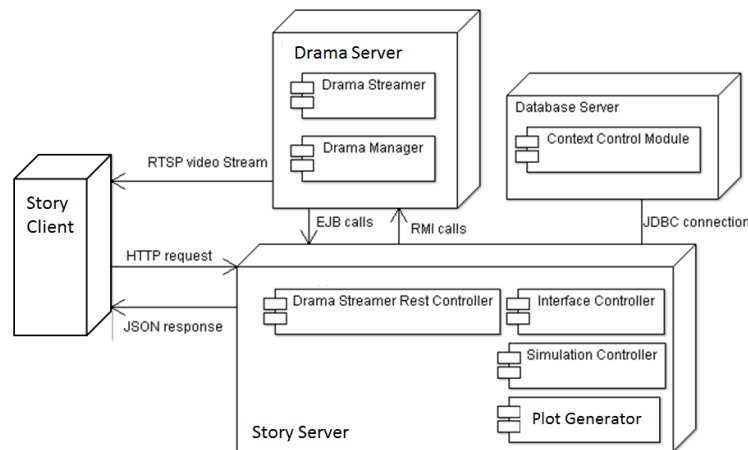 Drama Server
Drama Streamer
Drama Manager
Database Server
Context Control Module
RTSP video Stream
Story
Client
EJB calls
RMI calls
JDBC connection
HTTP request
JSON response
Drama Streamer Rest Controller
Interface Controller
Simulation Controller
Plot Generator
Story Server